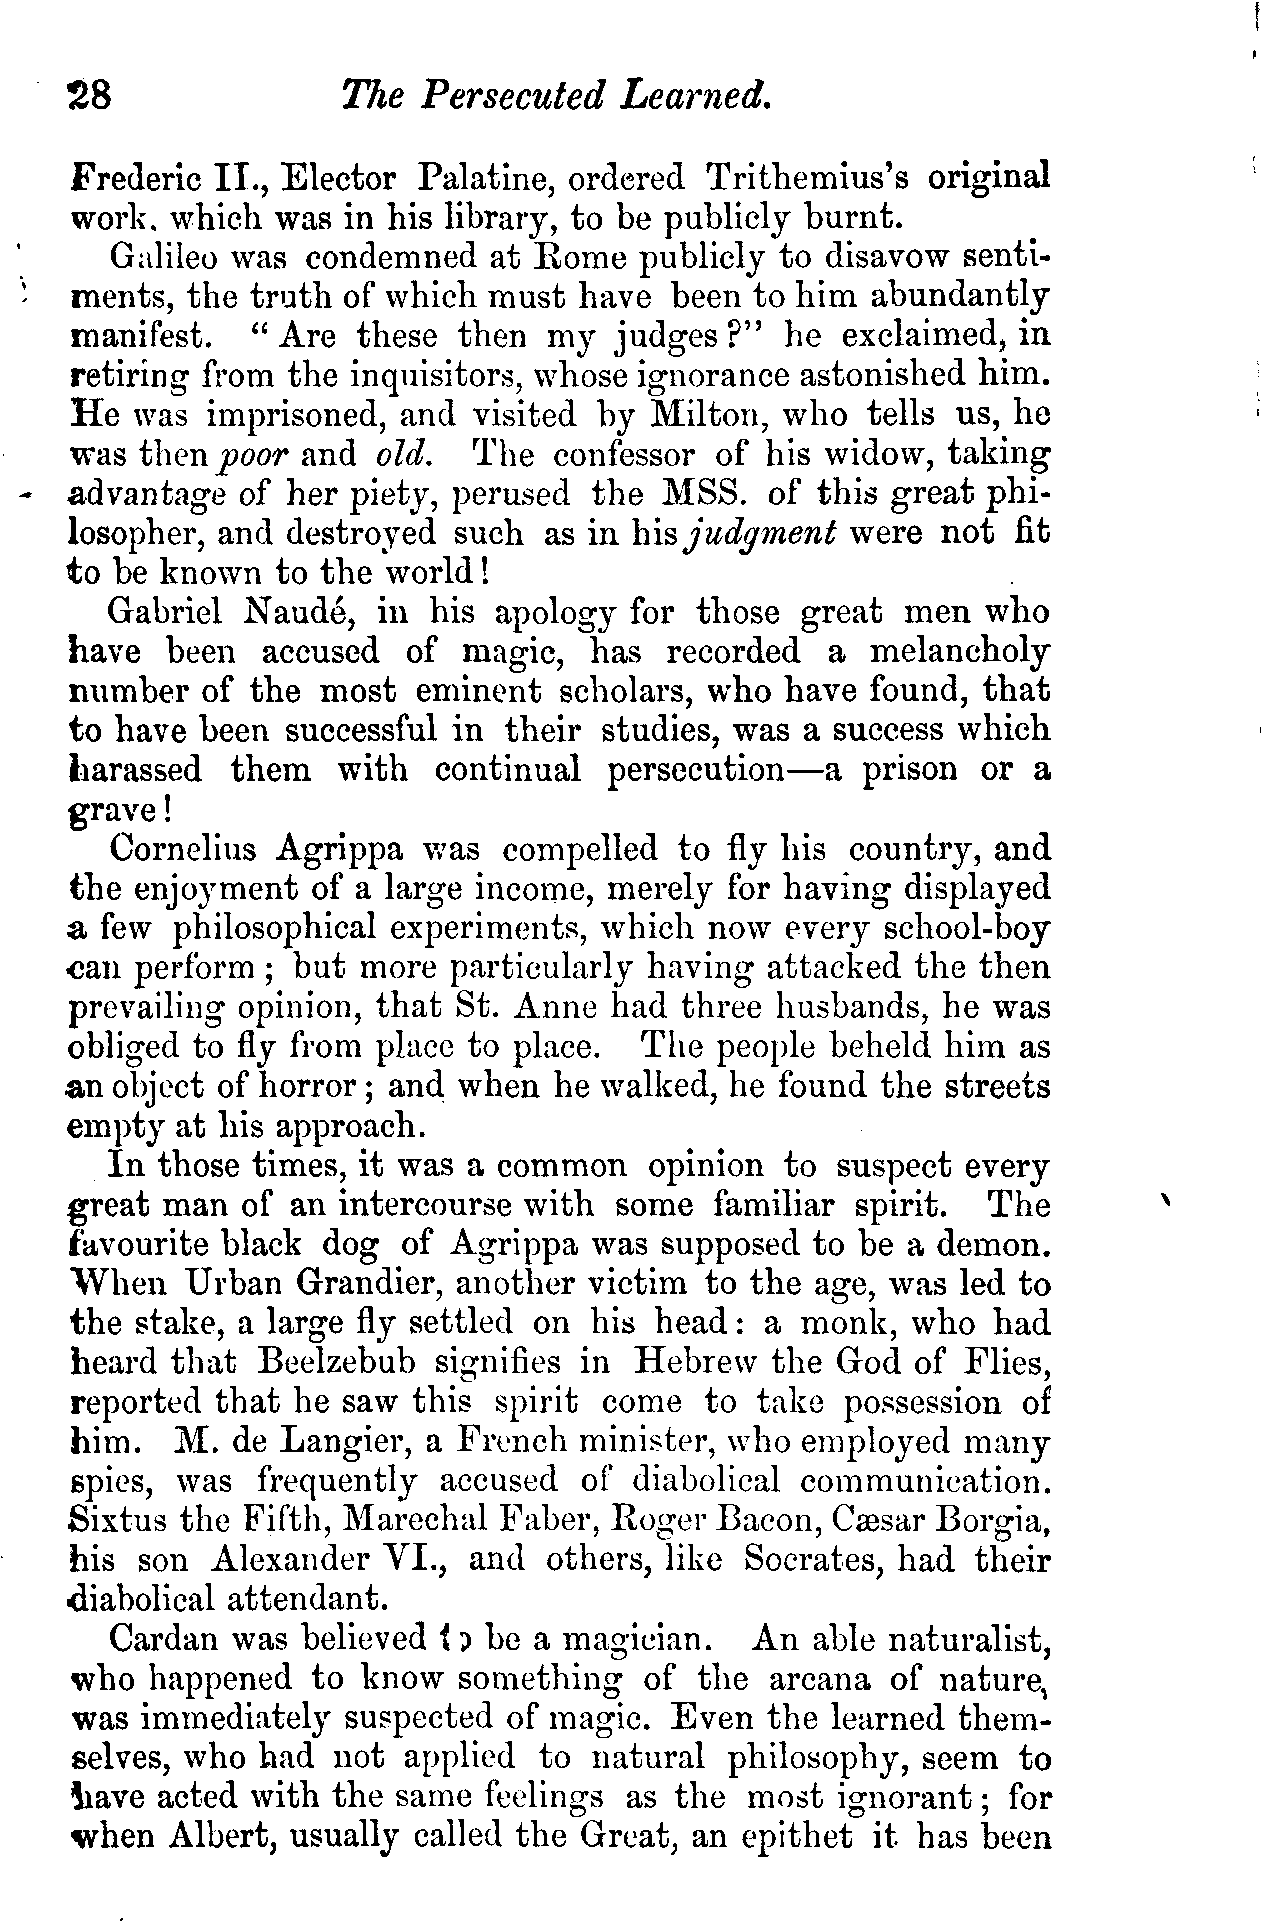 28 The Persecuted Learned.
Frederic II., Elector Palatine, ordered Trithemius's original
work, which was in his library, to be publicly burnt.
Galileo was condemned at Rome publicly to disavow senti-
ments, the truth of which must have been to him abundantly
manifest. "Are these then my judges?" he exclaimed, in
retiring from the inquisitors, whose ignorance astonished him.
He was imprisoned, and visited by Milton, who tells us, he
was then poor and old. The confessor of his widow, taking
advantage of her piety, perused the MSS. of this great phi-
losopher, and destroyed such as in his judgment were not fit
to be known to the world!
Gabriel Naudé, in his apology for those great men who
have been accused of magic, has recorded a melancholy
number of the most eminent scholars, who have found, that
to have been successful in their studies, was a success which
harassed them with continual persecution—a prison or a
grave!
Cornelius Agrippa was compelled to fly his country, and
the enjoyment of a large income, merely for having displayed
a few philosophical experiments, which now every school-boy
can perform; but more particularly having attacked the then
prevailing opinion, that St. Anne had three husbands, he was
obliged to fly from place to place. The people beheld him as
an object of horror; and when he walked, he found the streets
empty at his approach.
In those times, it was a common opinion to suspect every
great man of an intercourse with some familiar spirit. The
favourite black dog of Agrippa was supposed to be a demon.
When Urban Grandier, another victim to the age, was led to
the stake, a large fly settled on his head: a monk, who had
heard that Beelzebub signifies in Hebrew the God of Flies,
reported that he saw this spirit come to take possession of
him. M. de Langier, a French minister, who employed many
spies, was frequently accused of diabolical communication.
Sixtus the Fifth, Marechal Faber, Roger Bacon, Cæsar Borgia,
his son Alexander VI., and others, like Socrates, had their
diabolical attendant.
Cardan was believed to be a magician. An able naturalist,
who happened to know something of the arcana of nature,
was immediately suspected of magic. Even the learned them-
selves, who had not applied to natural philosophy, seem to
have acted with the same feelings as the most ignorant; for
when Albert, usually called the Great, an epithet it has been